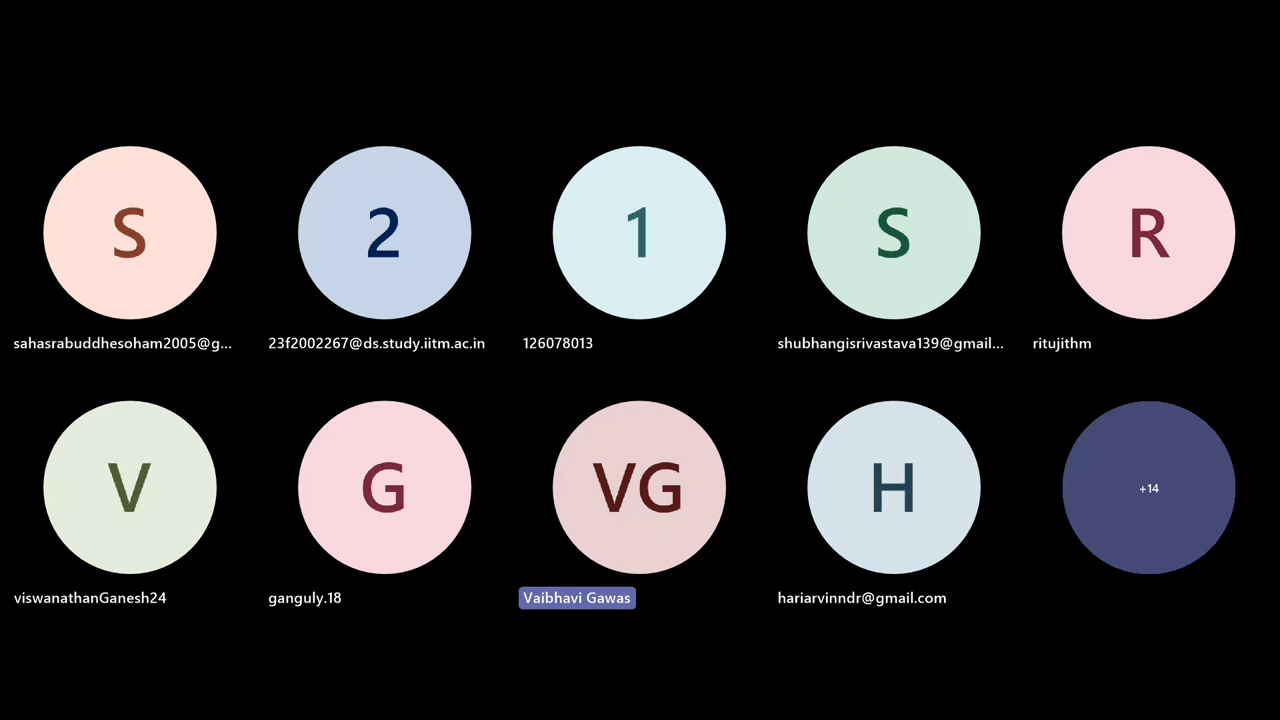 S
2
1
S
R
sahasrabuddhesoham2005@g...
23f2002267@ds.study.iitm.ac.in
126078013
shubhangisrivastava139@gmail...
ritujithm
V
G
VG
H
+14
viswanathanGanesh24
ganguly.18
Vaibhavi Gawas
hariarvinndr@gmail.com